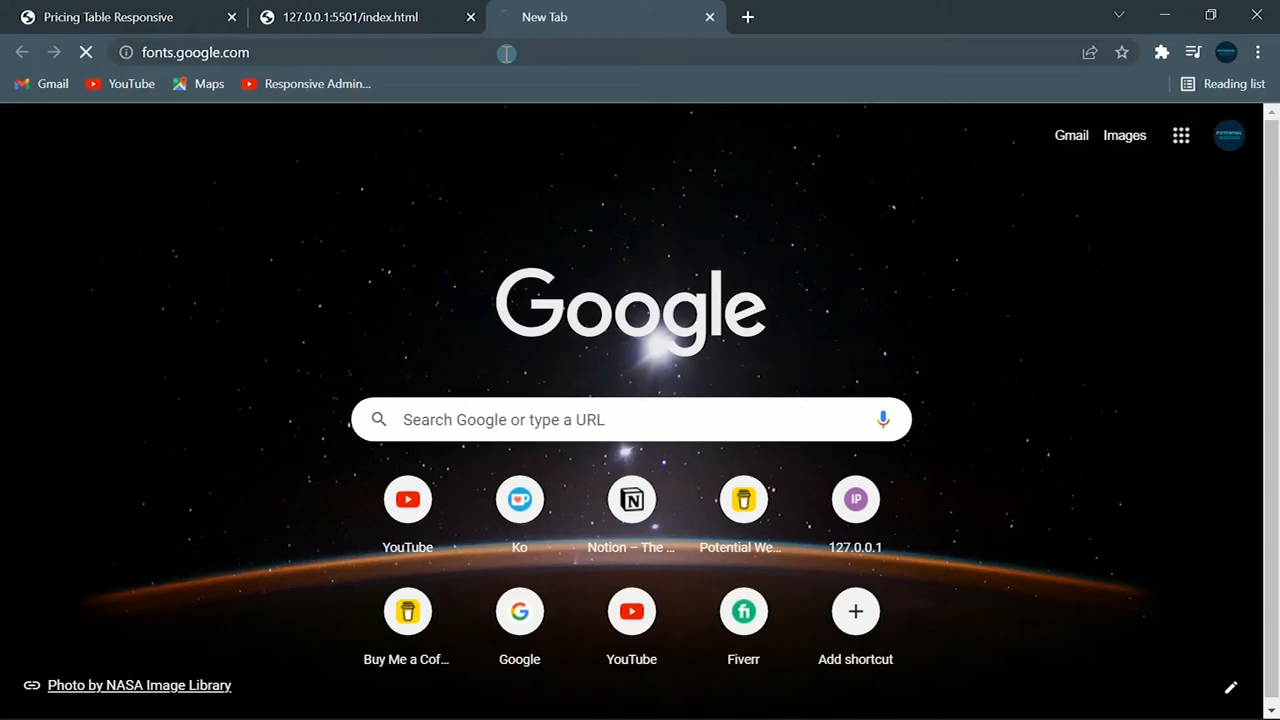 Pricing Table Responsive
127.0.0.1:5501/index.html
New Tab
fonts.google.com
Gmail
YouTube
Maps
Responsive Admin...
Reading list
Gmail
Images
Google
Search Google or type a URL
IP
YouTube
Ko
Notion – The ...
Potential We...
127.0.0.1
Buy Me a Cof...
Google
YouTube
Fiverr
Add shortcut
Photo by NASA Image Library